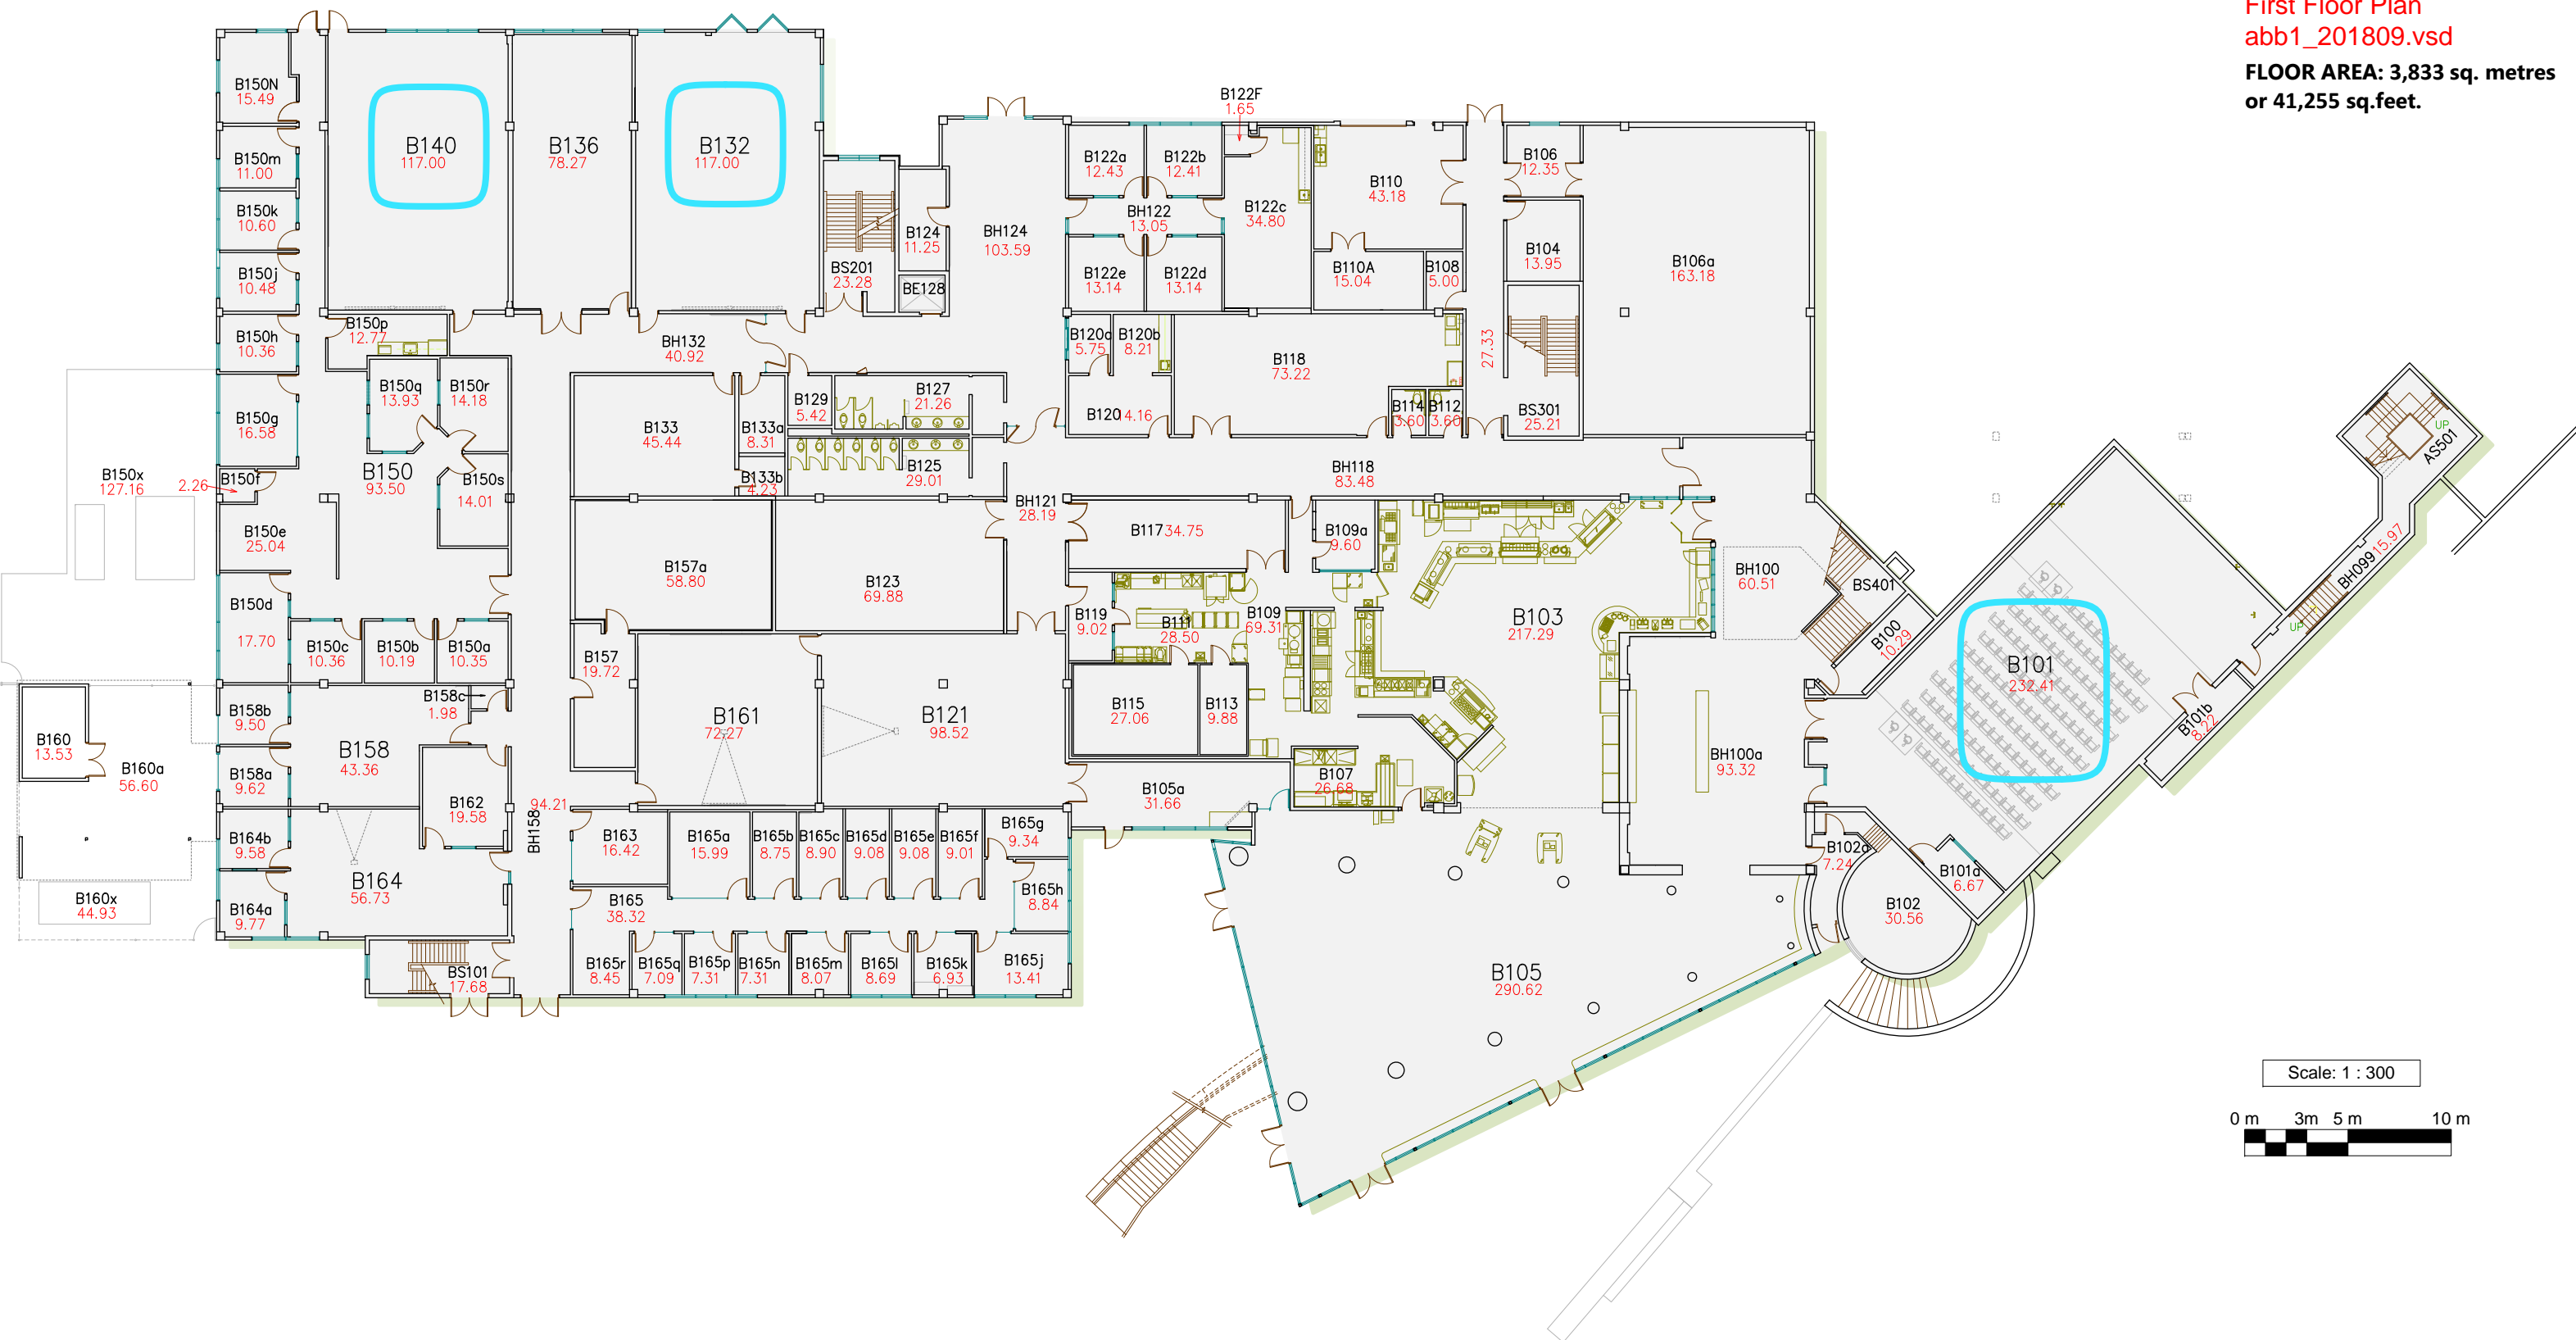 First Floor Plan
abb1_201809.vsd
FLOOR AREA: 3,833 sq. metres
or 41,255 sq.feet.
B150N
15.49
B140
117.00
B136
78.27
B132
117.00
B122F
1.65
B150m
11.00
B150k
10.60
B150j
10.48
B150h
10.36
B150p
12.77
B150g
16.58
B150q
13.93
B150r
14.18
B150
93.50
B150s
14.01
B150f
2.26
B150x
127.16
B150e
25.04
B150d
17.70
B150c
10.36
B150b
10.19
B150a
10.35
BS201
23.28
B124
11.25
BE128
BH124
103.59
B122a
12.43
B122b
12.41
BH122
13.05
B122c
34.80
B122e
13.14
B122d
13.14
B110
43.18
B110A
15.04
B108
5.00
B106
12.35
B104
13.95
B106a
163.18
27.33
BH132
40.92
B120a
5.75
B120b
8.21
B118
73.22
B120 14.16
B114
3.60
B112
3.60
BS301
25.21
B133
45.44
B133a
8.31
B133b
4.23
B129
5.42
B127
21.26
B125
29.01
BH118
83.48
BH121
28.19
B157a
58.80
B123
69.88
B117 34.75
B109a
9.60
B119
9.02
B111
28.50
B109
69.31
B103
217.29
BH100
60.51
BS401
B100
10.29
UP
AS501
BH099 15.97
UP
B101
232.41
B101b
8.22
B157
19.72
B161
72.27
B121
98.52
B115
27.06
B113
9.88
B107
26.68
BH100a
93.32
B158c
1.98
B158b
9.50
B158
43.36
B158a
9.62
B162
19.58
B160
13.53
B160a
56.60
B160x
44.93
B164b
9.58
B164
56.73
B164a
9.77
BH158
94.21
BS101
17.68
B163
16.42
B165a
15.99
B165b
8.75
B165c
8.90
B165d
9.08
B165e
9.08
B165f
9.01
B165g
9.34
B165h
8.84
B165
38.32
B165r
8.45
B165q
7.09
B165p
7.31
B165n
7.31
B165m
8.07
B165l
8.69
B165k
6.93
B165j
13.41
B105a
31.66
B105
290.62
B102a
7.24
B102
30.56
B101a
6.67
Scale: 1 : 300
0 m 3m 5 m 10 m